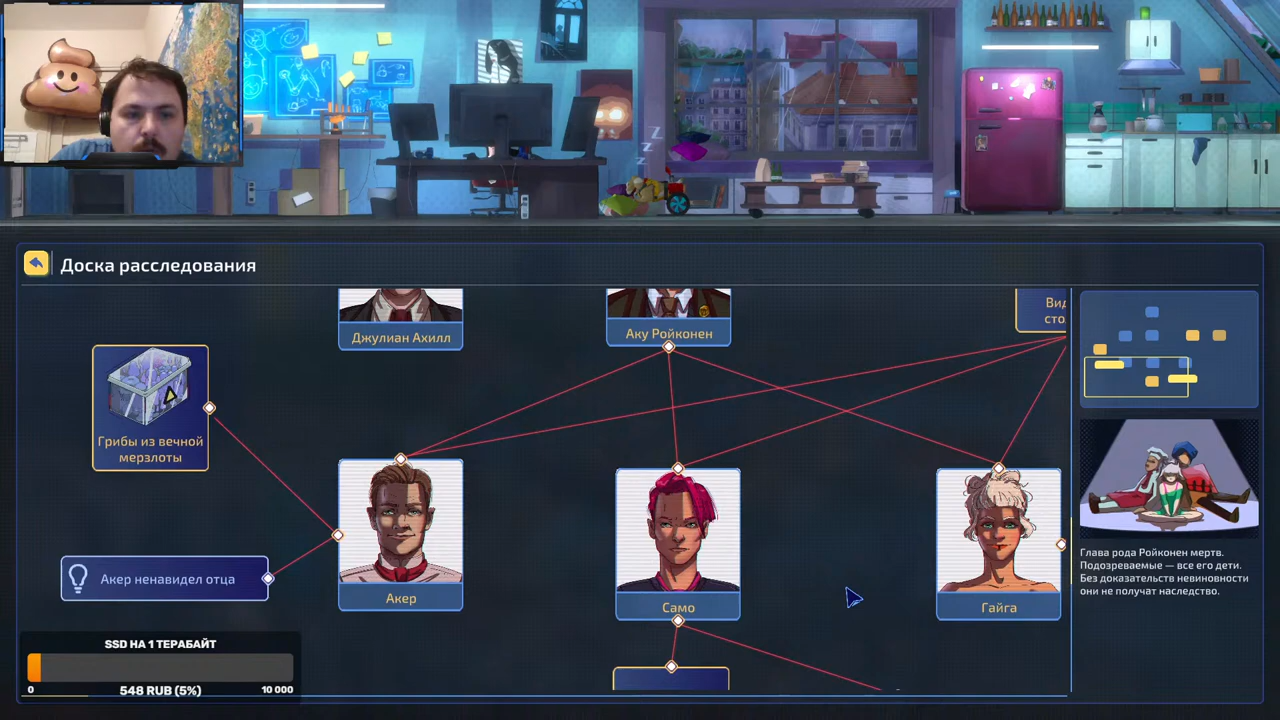 z
z
z
Доска расследования
Джулиан Ахилл
Аку Ройконен
Вид
сто
Грибы из вечной
мерзлоты
Акер ненавидел отца
Акер
Само
Гайга
Глава рода Ройконен мертв.
Подозреваемые — все его дети.
Без доказательств невиновности
они не получат наследство.
SSD НА 1 ТЕРАБАЙТ
0
548 RUB (5%)
10 000